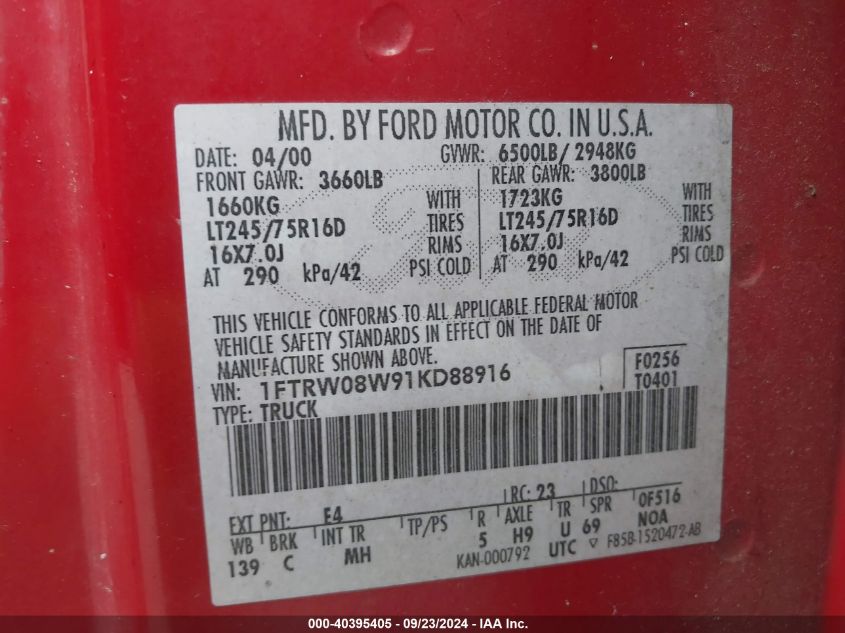 MFD. BY FORD MOTOR CO. IN U.S.A.
DATE: 04/00 GVWR: 6500LB/ 2948KG
FRONT GAWR: 3660LB REAR GAWR: 3800LB
1660KG WITH 1723KG WITH
LT245/75R16D TIRES LT245/75R16D TIRES
16X7.0J RIMS 16X7.0J RIMS
AT 290 kPa/42 PSI COLD AT 290 kPa/42 PSI COLD
THIS VEHICLE CONFORMS TO ALL APPLICABLE FEDERAL MOTOR
VEHICLE SAFETY STANDARDS IN EFFECT ON THE DATE OF
MANUFACTURE SHOWN ABOVE.
VIN: 1FTRW08W91KD88916 F0256
TYPE: TRUCK T0401
EXT PNT: E4 RC: 23 DSO: 0F516
WB BRK INT TR TP/PS R AXLE TR SPR NOA
139 C MH 5 H9 U 69
KAN-000792 UTC ▽ F85B-1520472-AB
000-40395405 - 09/23/2024 - IAA Inc.